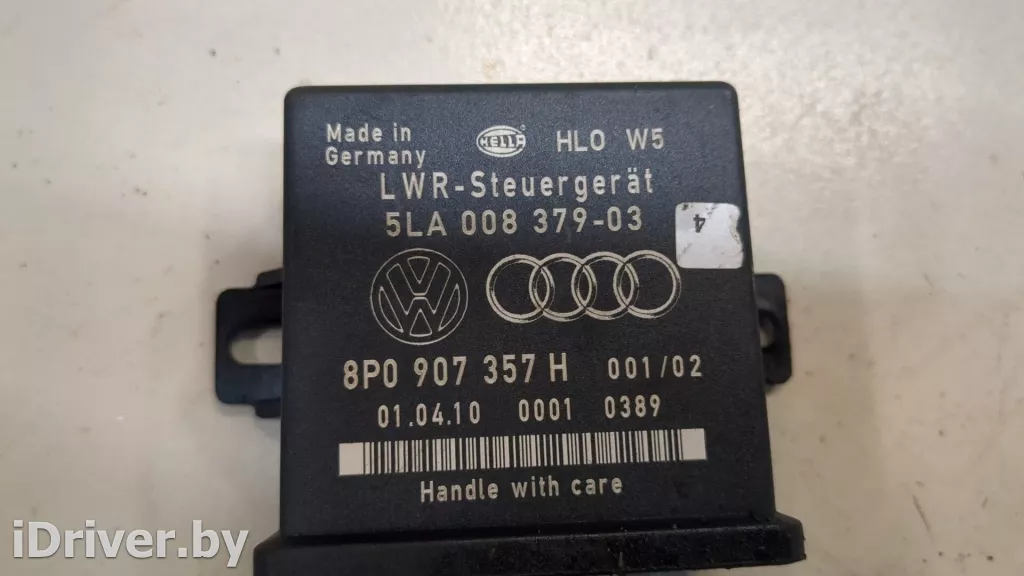 Made in
Germany
HELLA
HLO W5
LWR-Steuergerät
5LA 008 379-03
4
8P0 907 357 H 001/02
01.04.10 0001 0389
Handle with care
iDriver.by